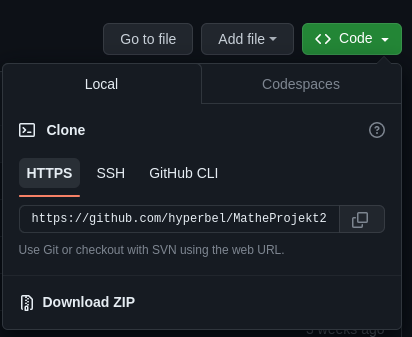 Go to file Add file Code
Local Codespaces
Clone
HTTPS SSH GitHub CLI
https://github.com/hyperbel/MatheProjekt2
Use Git or checkout with SVN using the web URL.
Download ZIP
3 weeks ago